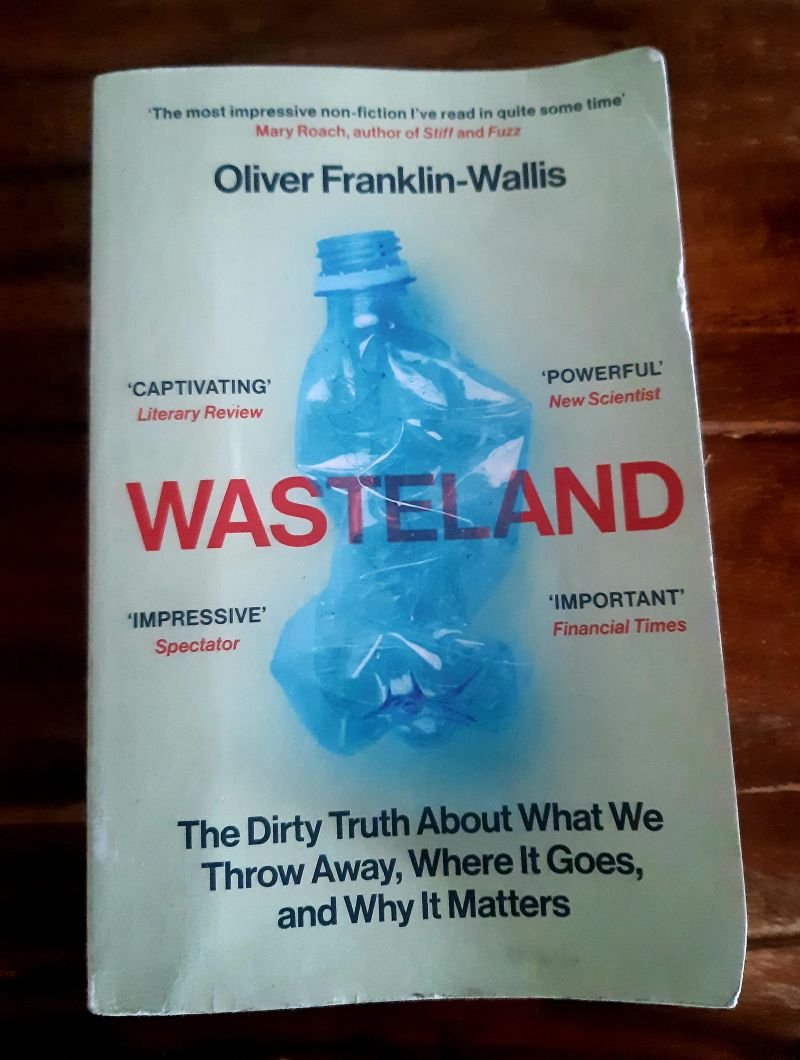 ‘The most impressive non-fiction I’ve read in quite some time’
Mary Roach, author of Stiff and Fuzz
Oliver Franklin-Wallis
‘CAPTIVATING’
Literary Review
‘POWERFUL’
New Scientist
WASTELAND
‘IMPRESSIVE’
Spectator
‘IMPORTANT’
Financial Times
The Dirty Truth About What We
Throw Away, Where It Goes,
and Why It Matters